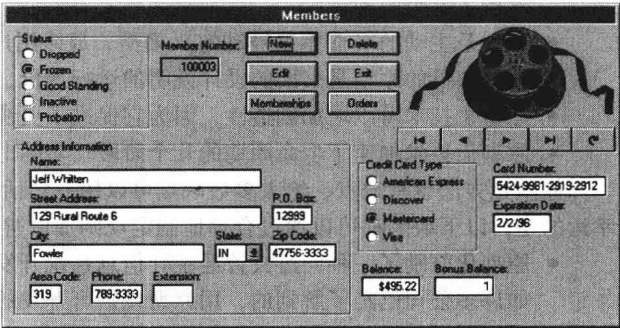 Members
Status
Dropped
Frozen
Good Standing
Inactive
Probation
Member Number:
100003
New
Delete
Edit
Exit
Memberships
Orders
Address Information
Name:
Jeff Whitten
Street Address:
P.O. Box:
129 Rural Route 6
12999
City:
State:
Zip Code:
Fowler
IN
47756-3333
Area Code:
Phone:
Extension:
319
789-3333
Credit Card Type
American Express
Discover
Mastercard
Visa
Card Number:
5424-9981-2919-2912
Expiration Date:
2/2/96
Balance:
Bonus Balance:
$495.22
1